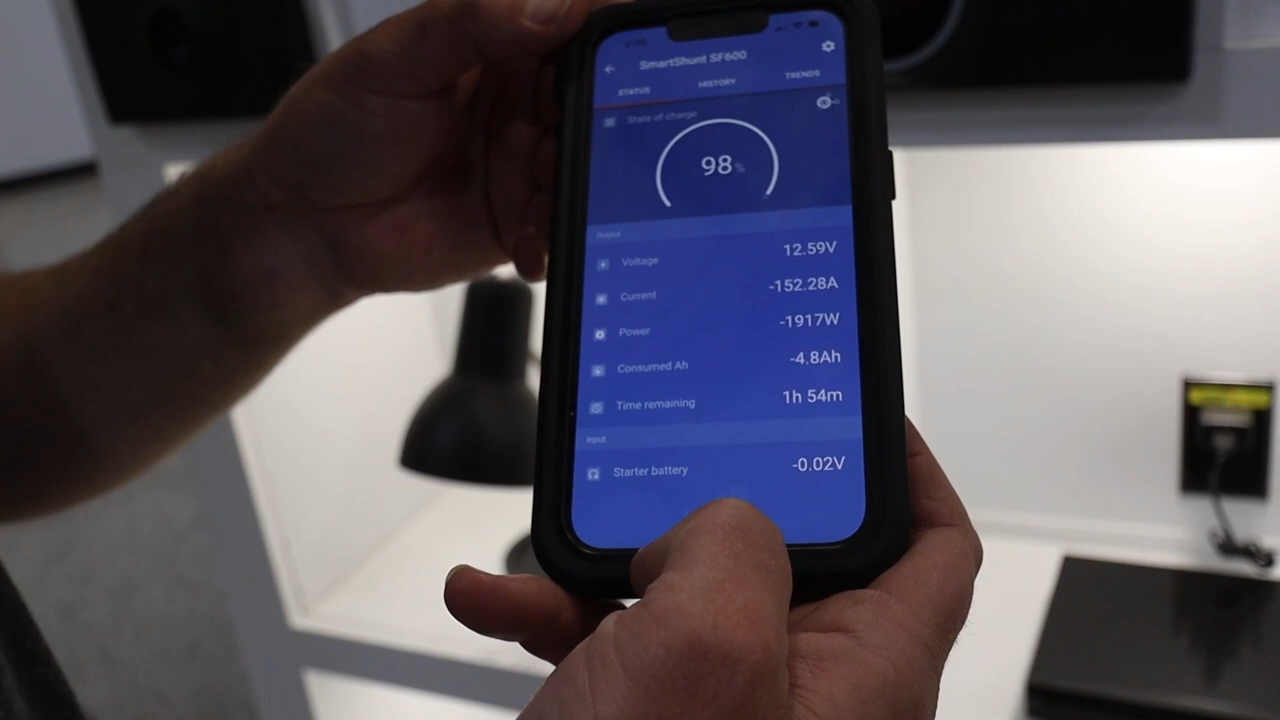 SmartShunt SF600
STATUS HISTORY TRENDS
State of charge
98%
Output
Voltage 12.59V
Current -152.28A
Power -1917W
Consumed Ah -4.8Ah
Time remaining 1h 54m
Input
Starter battery -0.02V